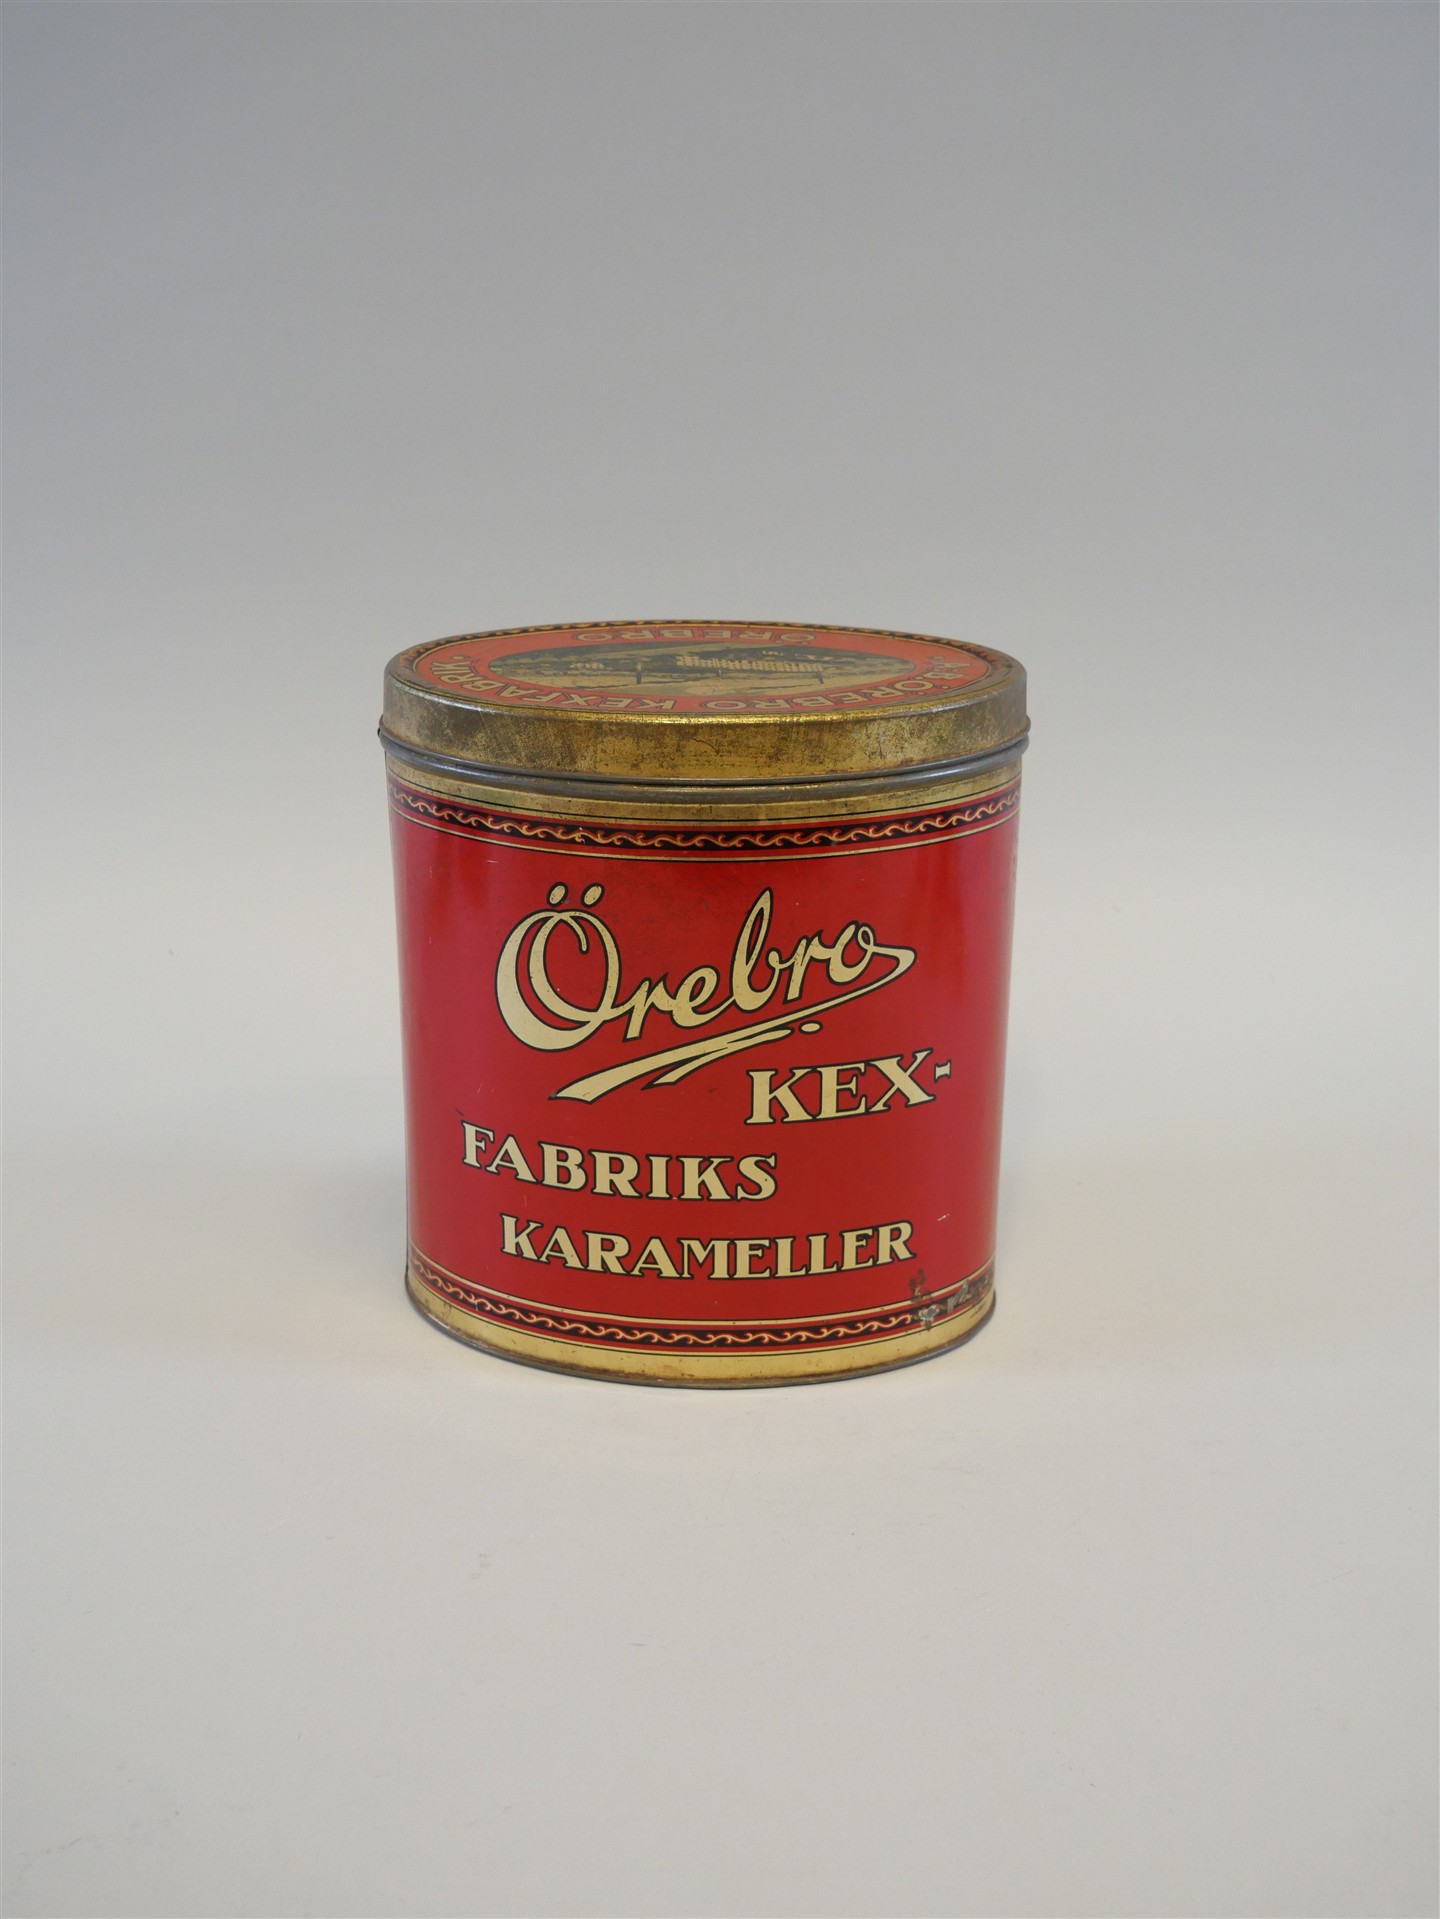 ÖREBRO
A.-B. ÖREBRO KEXFABRIK.
Örebro
KEX-
FABRIKS
KARAMELLER